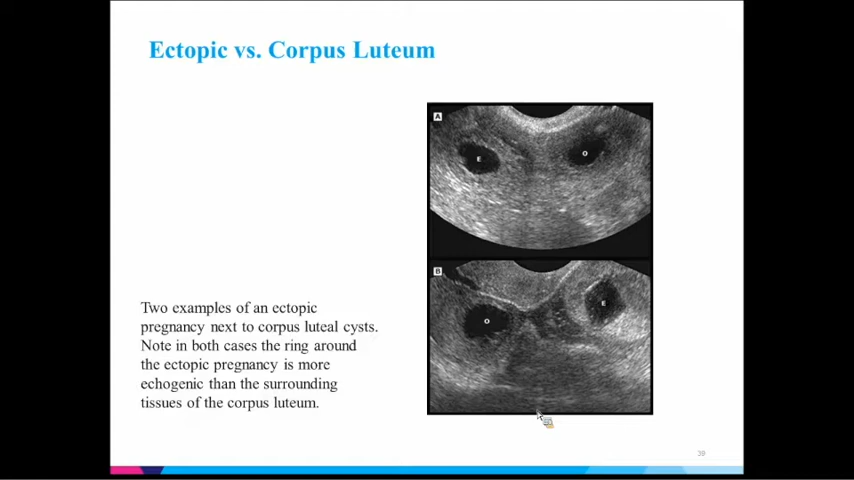 Ectopic vs. Corpus Luteum
A
E
O
B
E
O
Two examples of an ectopic
pregnancy next to corpus luteal cysts.
Note in both cases the ring around
the ectopic pregnancy is more
echogenic than the surrounding
tissues of the corpus luteum.
39